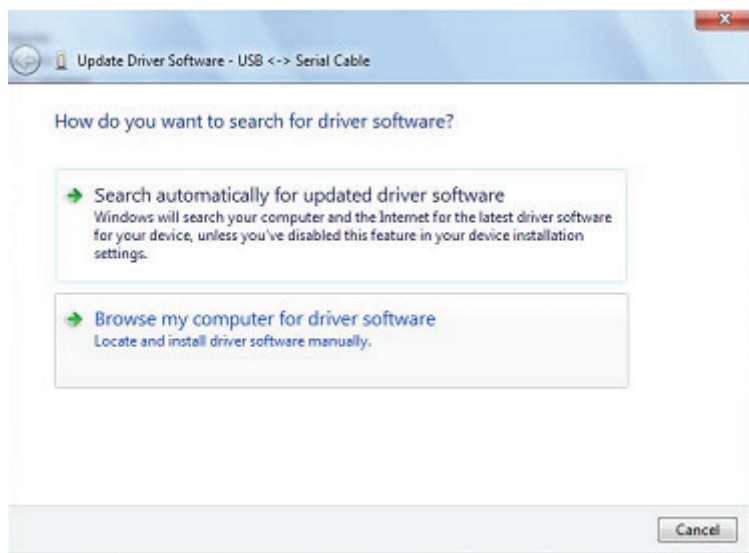 Update Driver Software - USB <-> Serial Cable
How do you want to search for driver software?
Search automatically for updated driver software
Windows will search your computer and the Internet for the latest driver software
for your device, unless you've disabled this feature in your device installation
settings.
Browse my computer for driver software
Locate and install driver software manually.
Cancel